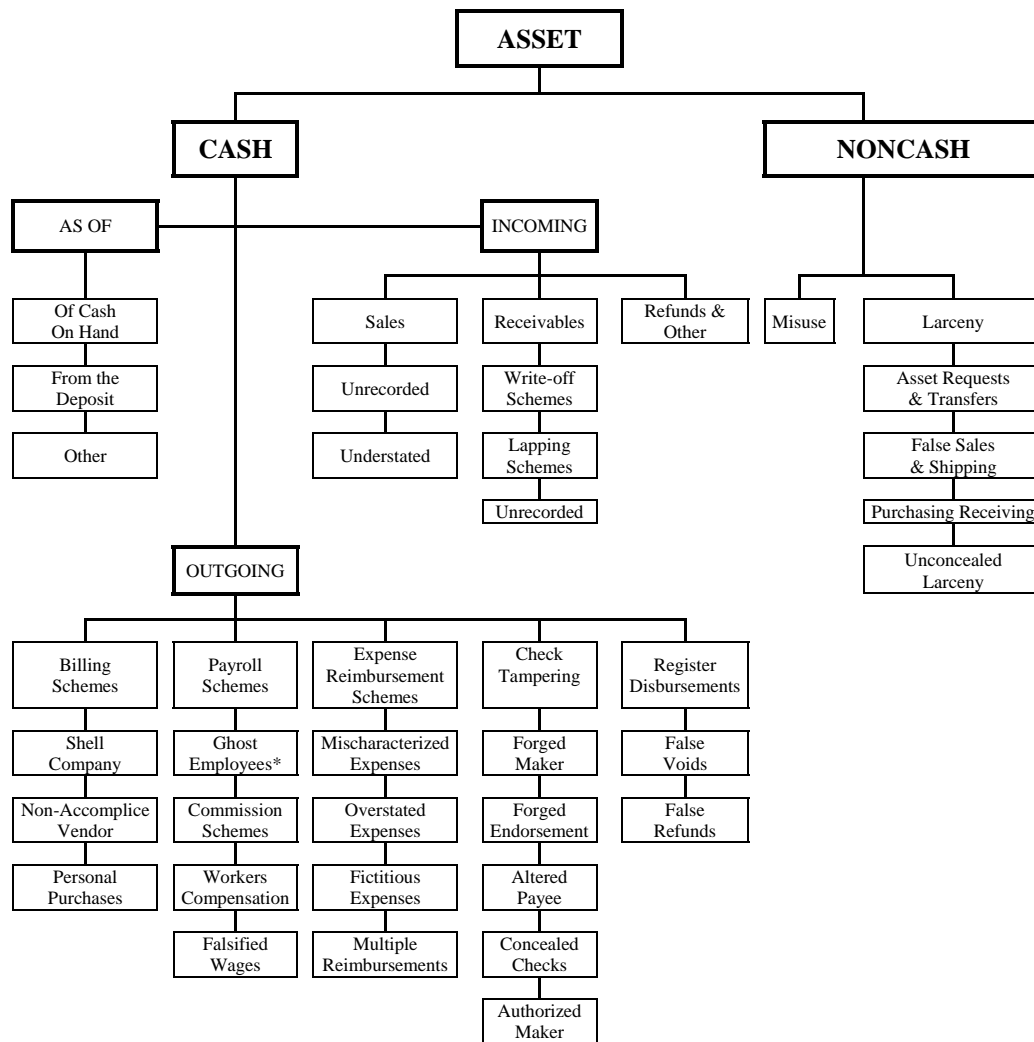 ASSET
CASH
NONCASH
AS OF
INCOMING
Of Cash
On Hand
Sales
Receivables
Refunds &
Other
Misuse
Larceny
From the
Deposit
Unrecorded
Write-off
Schemes
Asset Requests
& Transfers
Other
Understated
Lapping
Schemes
False Sales
& Shipping
Unrecorded
Purchasing Receiving
Unconcealed
Larceny
OUTGOING
Billing
Schemes
Payroll
Schemes
Expense
Reimbursement
Schemes
Check
Tampering
Register
Disbursements
Shell
Company
Ghost
Employees*
Mischaracterized
Expenses
Forged
Maker
False
Voids
Non-Accomplice
Vendor
Commission
Schemes
Overstated
Expenses
Forged
Endorsement
False
Refunds
Personal
Purchases
Workers
Compensation
Fictitious
Expenses
Altered
Payee
Falsified
Wages
Multiple
Reimbursements
Concealed
Checks
Authorized
Maker